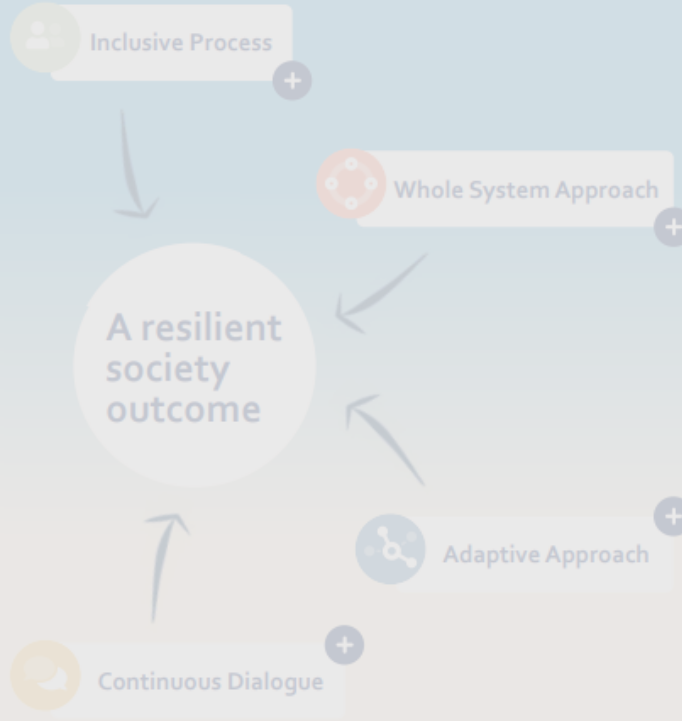 Inclusive Process
Whole System Approach
A resilient
society
outcome
Adaptive Approach
Continuous Dialogue